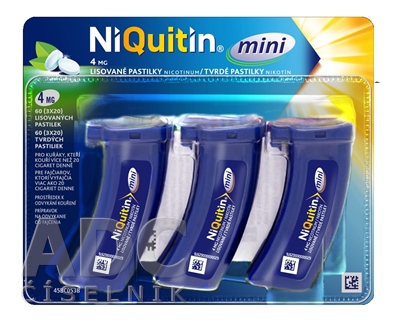 NiQuitin® mini
4 MG
LISOVANÉ PASTILKY NICOTINUM / TVRDÉ PASTILKY NIKOTÍN
4 MG
60 (3X20)
LISOVANÝCH
PASTILEK
60 (3X20)
TVRDÝCH
PASTILIEK
PRO KUŘÁKY, KTEŘÍ
KOUŘÍ VÍCE NEŽ 20
CIGARET DENNĚ
PRE FAJČIAROV,
KTORÍ VYFAJČIA
VIAC AKO 20
CIGARIET DENNE
PROSTŘEDEK K
ODVYKÁNÍ KOUŘENÍ
PRÍPRAVOK
NA ODVYKANIE
OD FAJČENIA
NiQuitin mini
NiQuitin mini
NiQuitin mini
ADC
ČÍSELNÍK